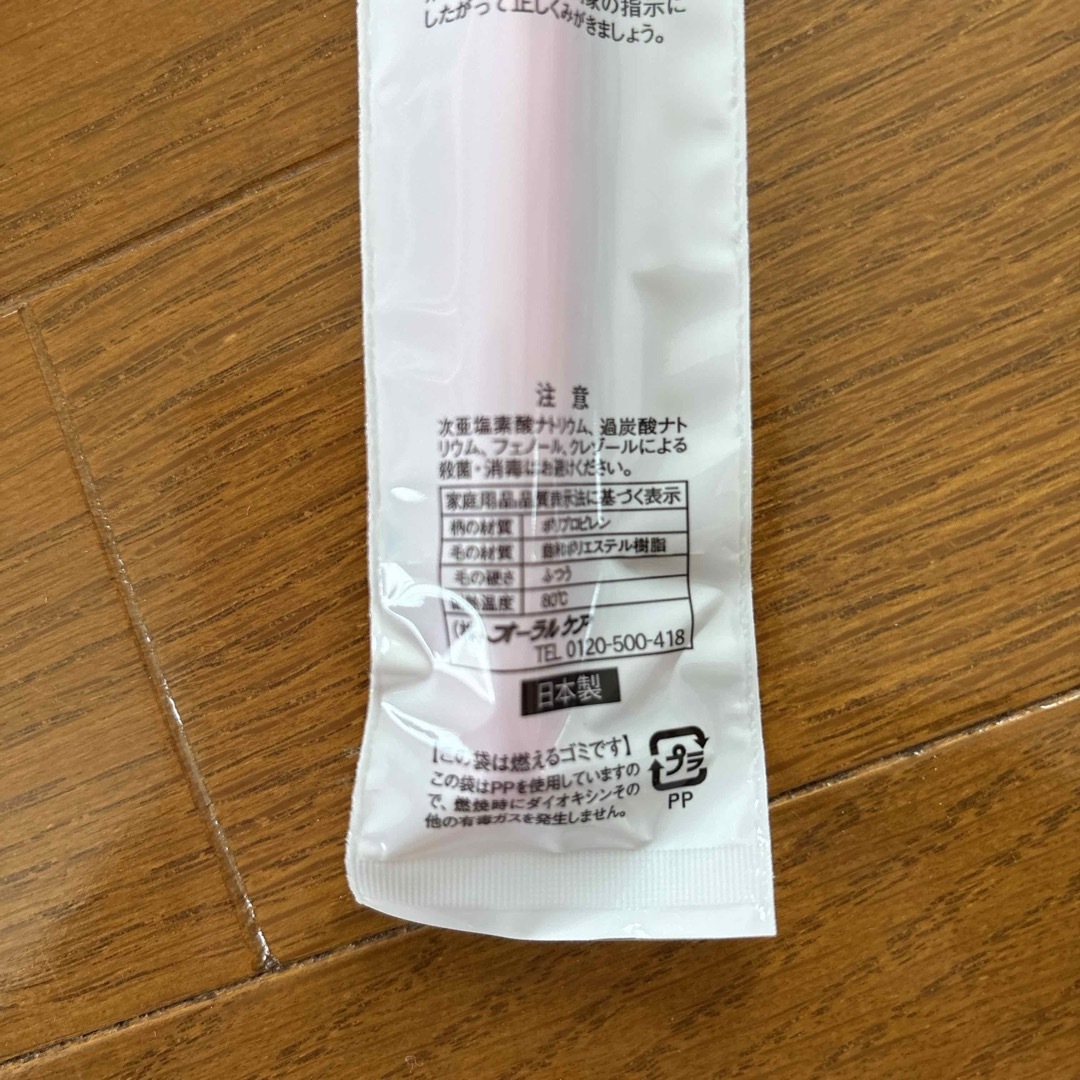 の指示に
したがって正しくみがきましょう。
注意
次亜塩素酸ナトリウム、過炭酸ナト
リウム、フェノール、クレゾールによる
殺菌・消毒はお避けください。
家庭用品品質表示法に基づく表示
柄の材質 ポリプロピレン
毛の材質 飽和ポリエステル樹脂
毛の硬さ ふつう
温度 80℃
(株)オーラルケア
TEL 0120-500-418
日本製
【この袋は燃えるゴミです】
この袋はPPを使用していますの
で、燃焼時にダイオキシンその
他の有毒ガスを発生しません。
プラ
PP